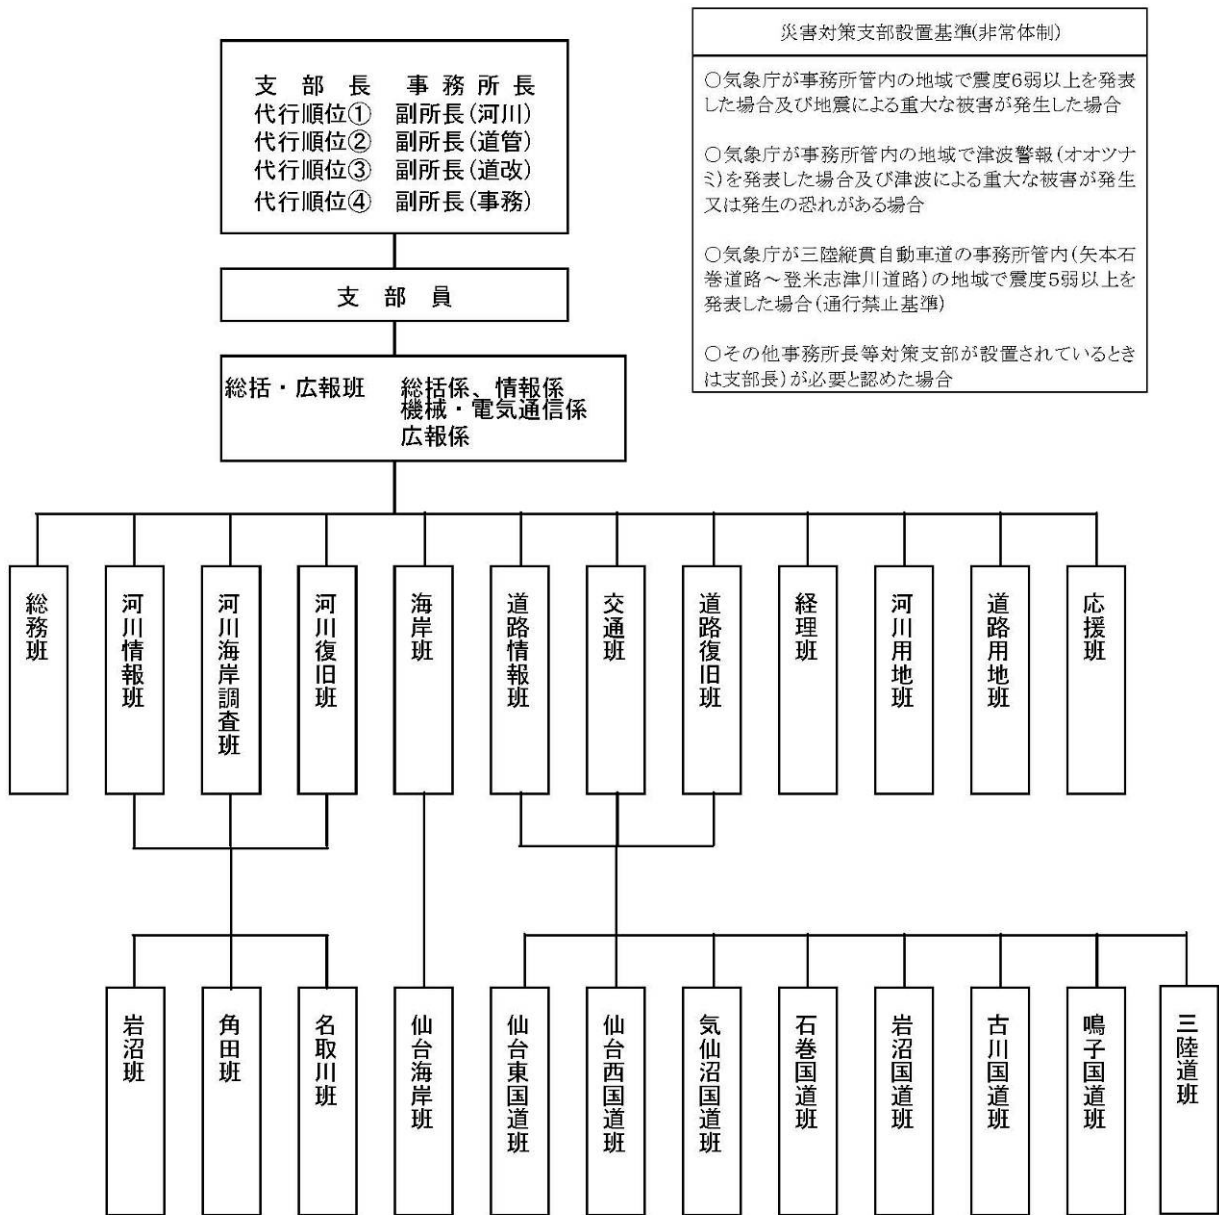 災害対策支部設置基準(非常体制)
○気象庁が事務所管内の地域で震度6弱以上を発表
した場合及び地震による重大な被害が発生した場合
○気象庁が事務所管内の地域で津波警報(オオツナ
ミ)を発表した場合及び津波による重大な被害が発生
又は発生の恐れがある場合
○気象庁が三陸縦貫自動車道の事務所管内(矢本石
巻道路～登米志津川道路)の地域で震度5弱以上を
発表した場合(通行禁止基準)
○その他事務所長等対策支部が設置されているとき
は支部長)が必要と認めた場合
支部長 事務所長
代行順位① 副所長(河川)
代行順位② 副所長(道管)
代行順位③ 副所長(道改)
代行順位④ 副所長(事務)
支部員
総括・広報班 総括係、情報係
機械・電気通信係
広報係
総務班
河川情報班
河川海岸調査班
河川復旧班
海岸班
道路情報班
交通班
道路復旧班
経理班
河川用地班
道路用地班
応援班
岩沼班
角田班
名取川班
仙台海岸班
仙台東国道班
仙台西国道班
気仙沼国道班
石巻国道班
岩沼国道班
古川国道班
鳴子国道班
三陸道班